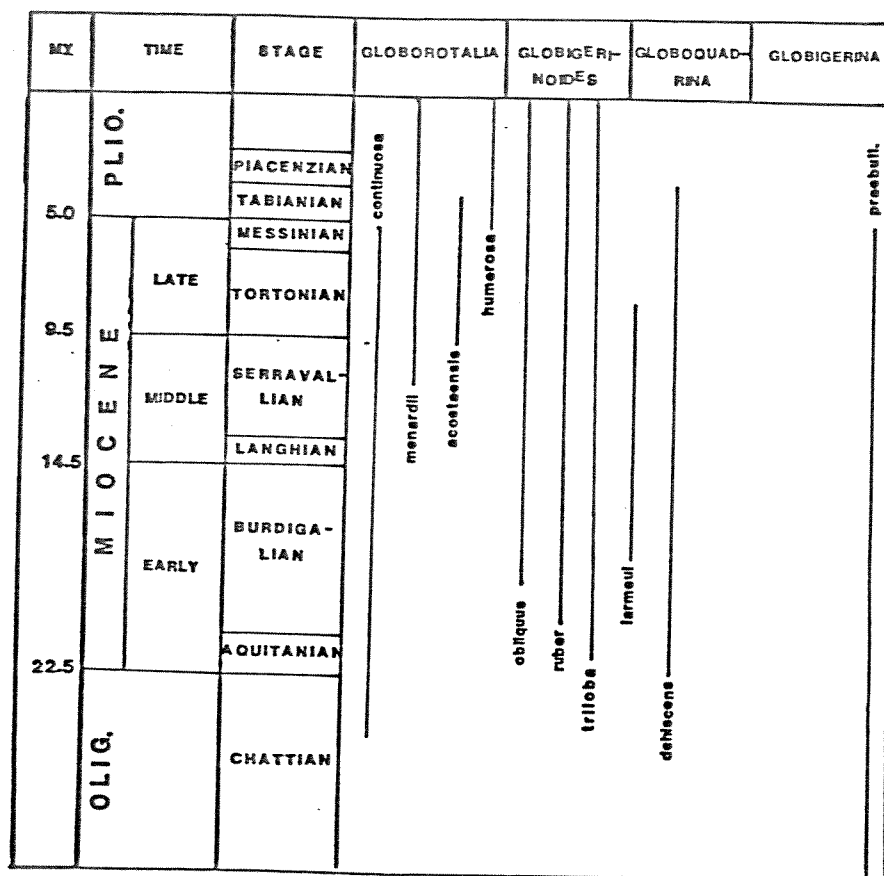 MY
TIME
STAGE
GLOBOROTALIA
GLOBIGERI-
NOIDES
GLOBOQUAD-
RINA
GLOBIGERINA
PLIO.
PIACENZIAN
TABIANIAN
5.0
MIOCENE
LATE
MESSINIAN
TORTONIAN
9.5
MIDDLE
SERRAVAL-
LIAN
LANGHIAN
14.5
EARLY
BURDIGA-
LIAN
AQUITANIAN
22.5
OLIG.
CHATTIAN
continuosa
menardii
acostaensis
humerosa
obliquus
ruber
triloba
larmeui
dehiscens
praebull.